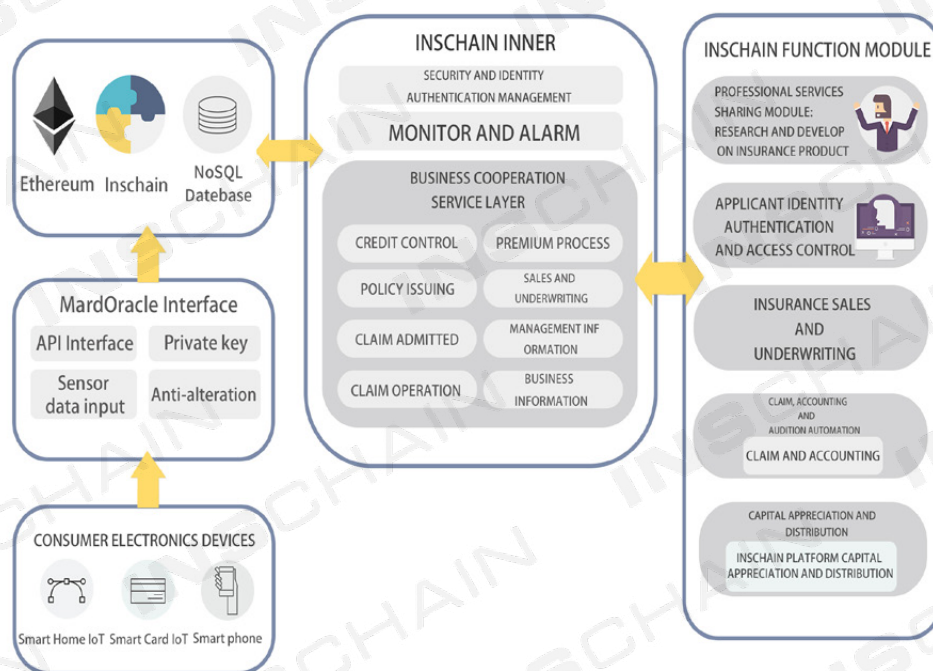 Ethereum
Inschain
NoSQL
Datebase
MardOracle Interface
API Interface
Private key
Sensor
data input
Anti-alteration
CONSUMER ELECTRONICS DEVICES
Smart Home IoT
Smart Card IoT
Smart phone
INSCHAIN INNER
SECURITY AND IDENTITY
AUTHENTICATION MANAGEMENT
MONITOR AND ALARM
BUSINESS COOPERATION
SERVICE LAYER
CREDIT CONTROL
PREMIUM PROCESS
POLICY ISSUING
SALES AND
UNDERWRITING
CLAIM ADMITTED
MANAGEMENT INF
ORMATION
CLAIM OPERATION
BUSINESS
INFORMATION
INSCHAIN FUNCTION MODULE
PROFESSIONAL SERVICES
SHARING MODULE:
RESEARCH AND DEVELOP
ON INSURANCE PRODUCT
APPLICANT IDENTITY
AUTHENTICATION
AND ACCESS CONTROL
INSURANCE SALES
AND
UNDERWRITING
CLAIM, ACCOUNTING
AND
AUDITION AUTOMATION
CLAIM AND ACCOUNTING
CAPITAL APPRECIATION AND
DISTRIBUTION
INSCHAIN PLATFORM CAPITAL
APPRECIATION AND DISTRIBUTION
INSCHAIN